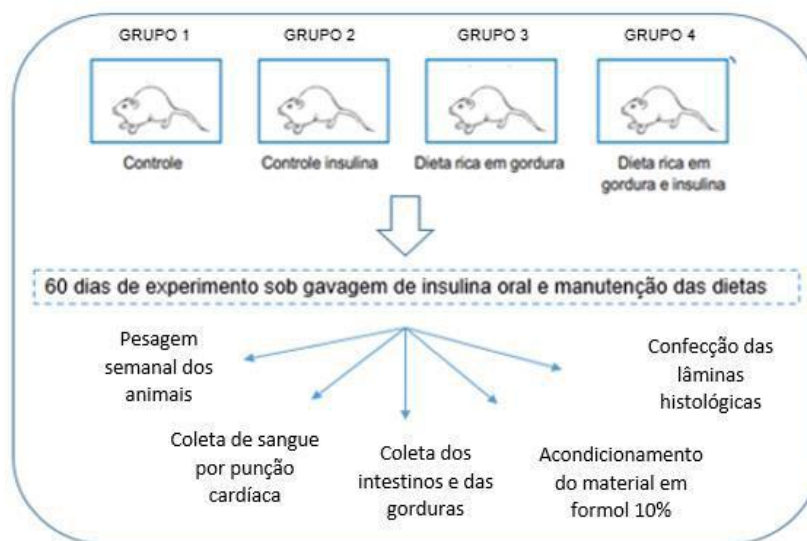 GRUPO 1
GRUPO 2
GRUPO 3
GRUPO 4
Controle
Controle insulina
Dieta rica em gordura
Dieta rica em
gordura e insulina
60 dias de experimento sob gavagem de insulina oral e manutenção das dietas
Pesagem
semanal dos
animais
Coleta de sangue
por punção
cardíaca
Coleta dos
intestinos e das
gorduras
Acondicionamento
do material em
formol 10%
Confecção das
lâminas
histológicas